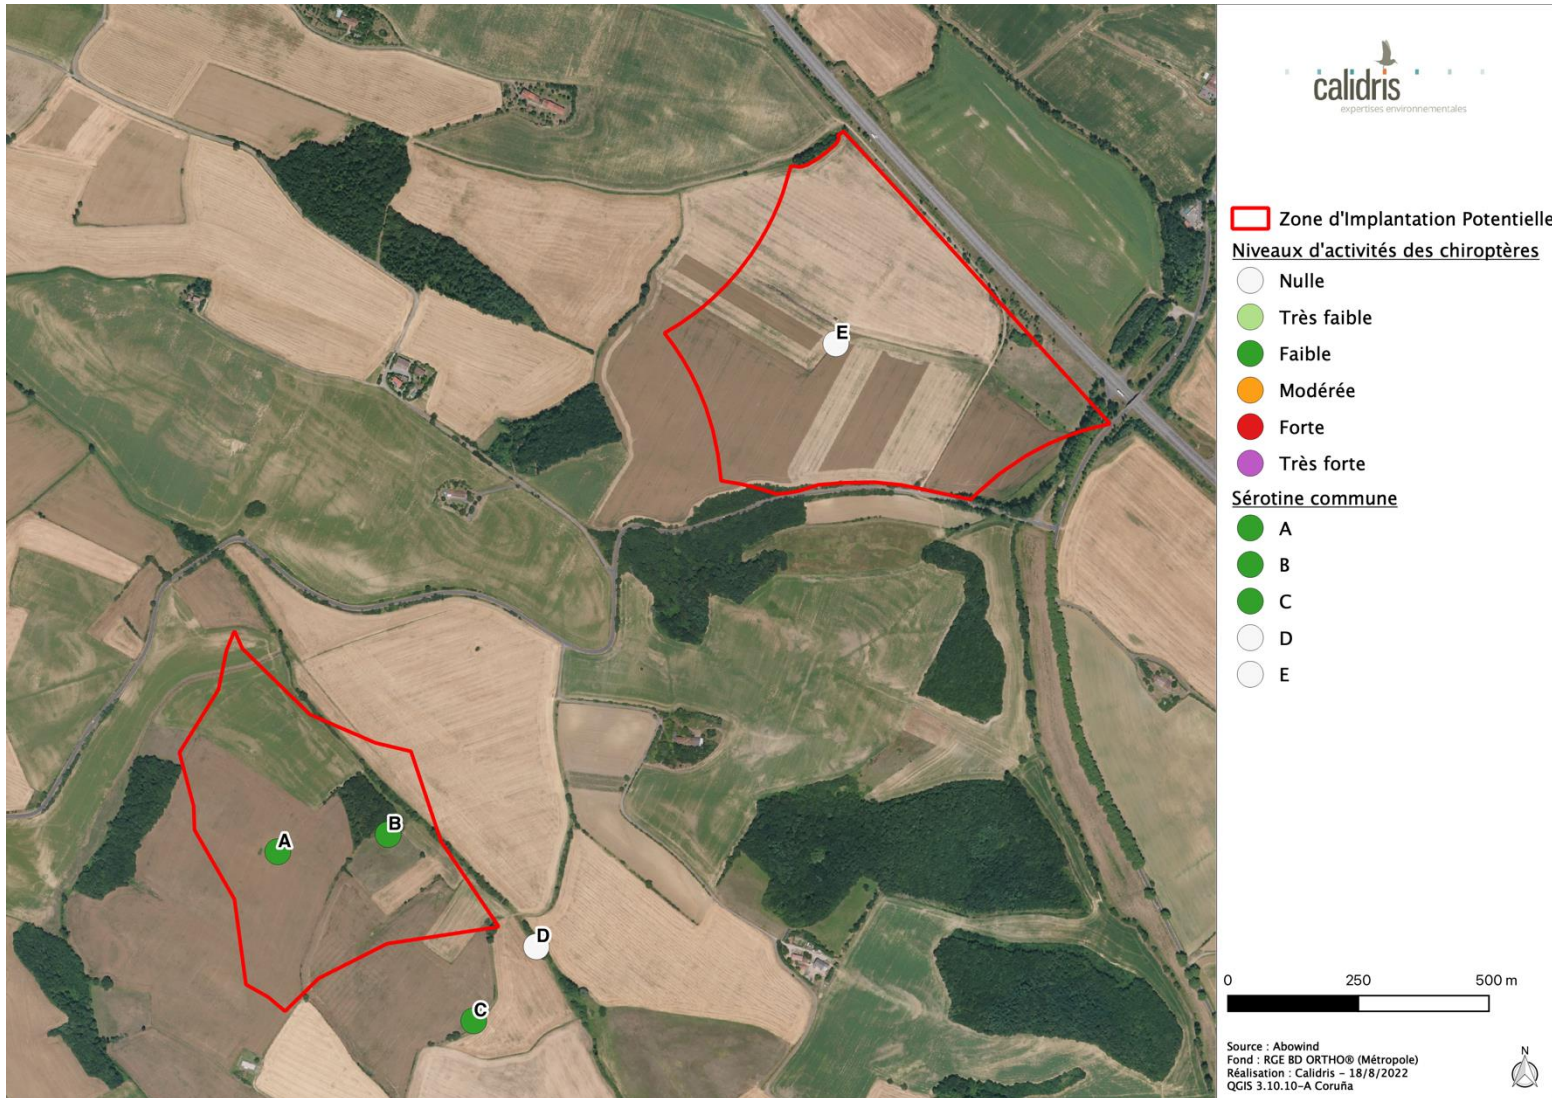 calidris
expertises environnementales
Zone d'Implantation Potentielle
Niveaux d'activités des chiroptères
Nulle
Très faible
Faible
Modérée
Forte
Très forte
Sérotine commune
A
B
C
D
E
E
B
A
D
C
0 250 500 m
Source : Abowind
Fond : RGE BD ORTHO® (Métropole)
Réalisation : Calidris - 18/8/2022
QGIS 3.10.10-A Coruña
N